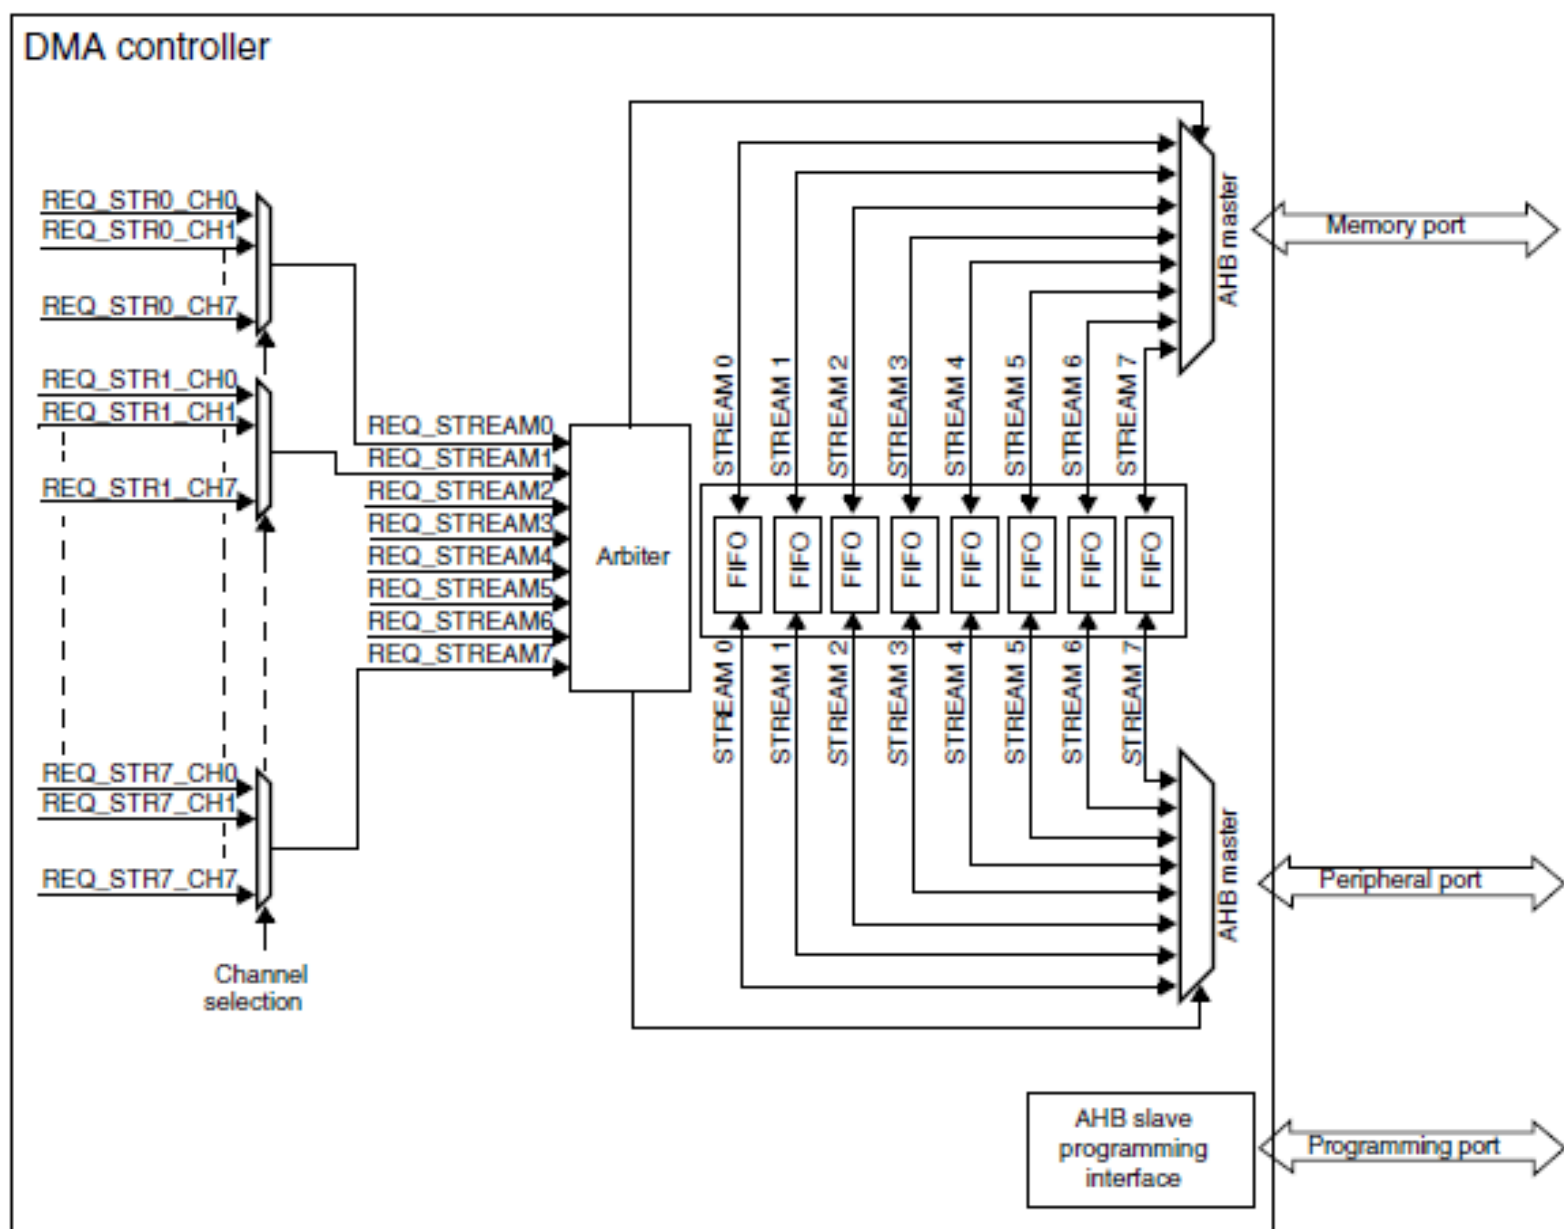 DMA controller
REQ_STR0_CH0
REQ_STR0_CH1
REQ_STR0_CH7
REQ_STR1_CH0
REQ_STR1_CH1
REQ_STR1_CH7
REQ_STR7_CH0
REQ_STR7_CH1
REQ_STR7_CH7
Channel
selection
REQ_STREAM0
REQ_STREAM1
REQ_STREAM2
REQ_STREAM3
REQ_STREAM4
REQ_STREAM5
REQ_STREAM6
REQ_STREAM7
Arbiter
STREAM 0
STREAM 1
STREAM 2
STREAM 3
STREAM 4
STREAM 5
STREAM 6
STREAM 7
FIFO
FIFO
FIFO
FIFO
FIFO
FIFO
FIFO
FIFO
STREAM 0
STREAM 1
STREAM 2
STREAM 3
STREAM 4
STREAM 5
STREAM 6
STREAM 7
AHB master
Memory port
AHB master
Peripheral port
AHB slave
programming
interface
Programming port